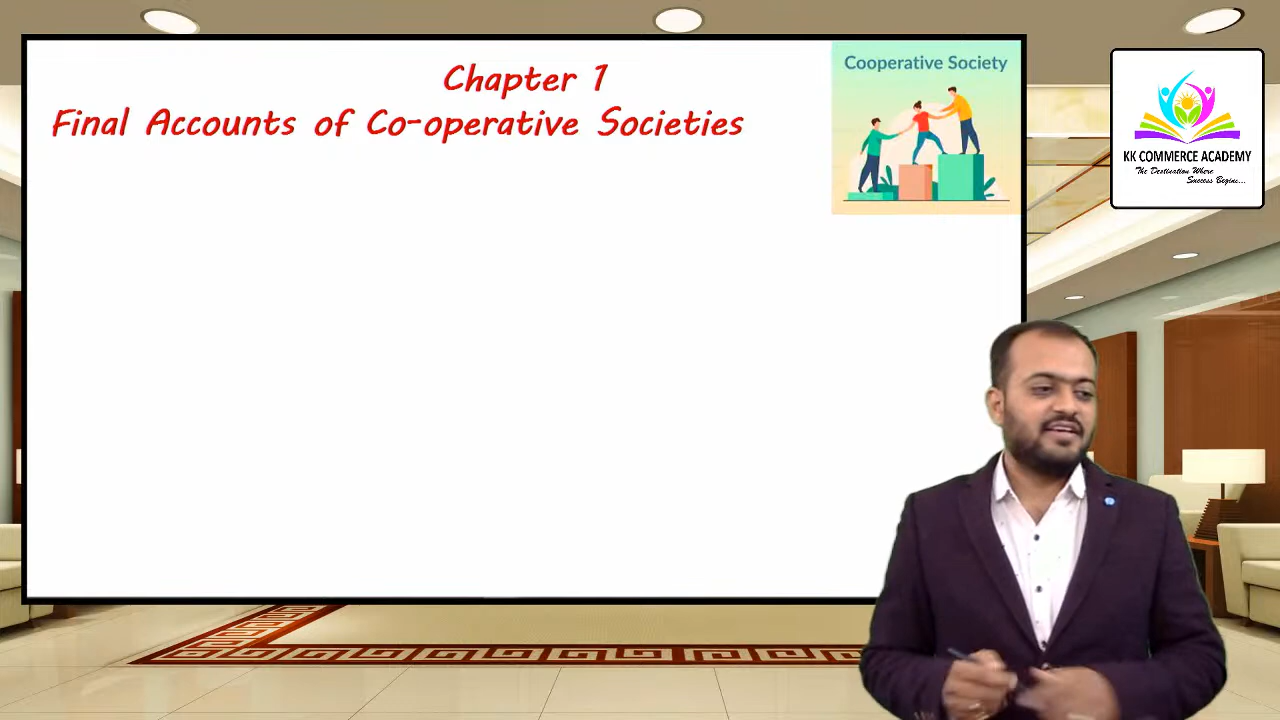 Chapter 1
Final Accounts of Co-operative Societies
Cooperative Society
KK COMMERCE ACADEMY
The Destination Where
Success Begins...